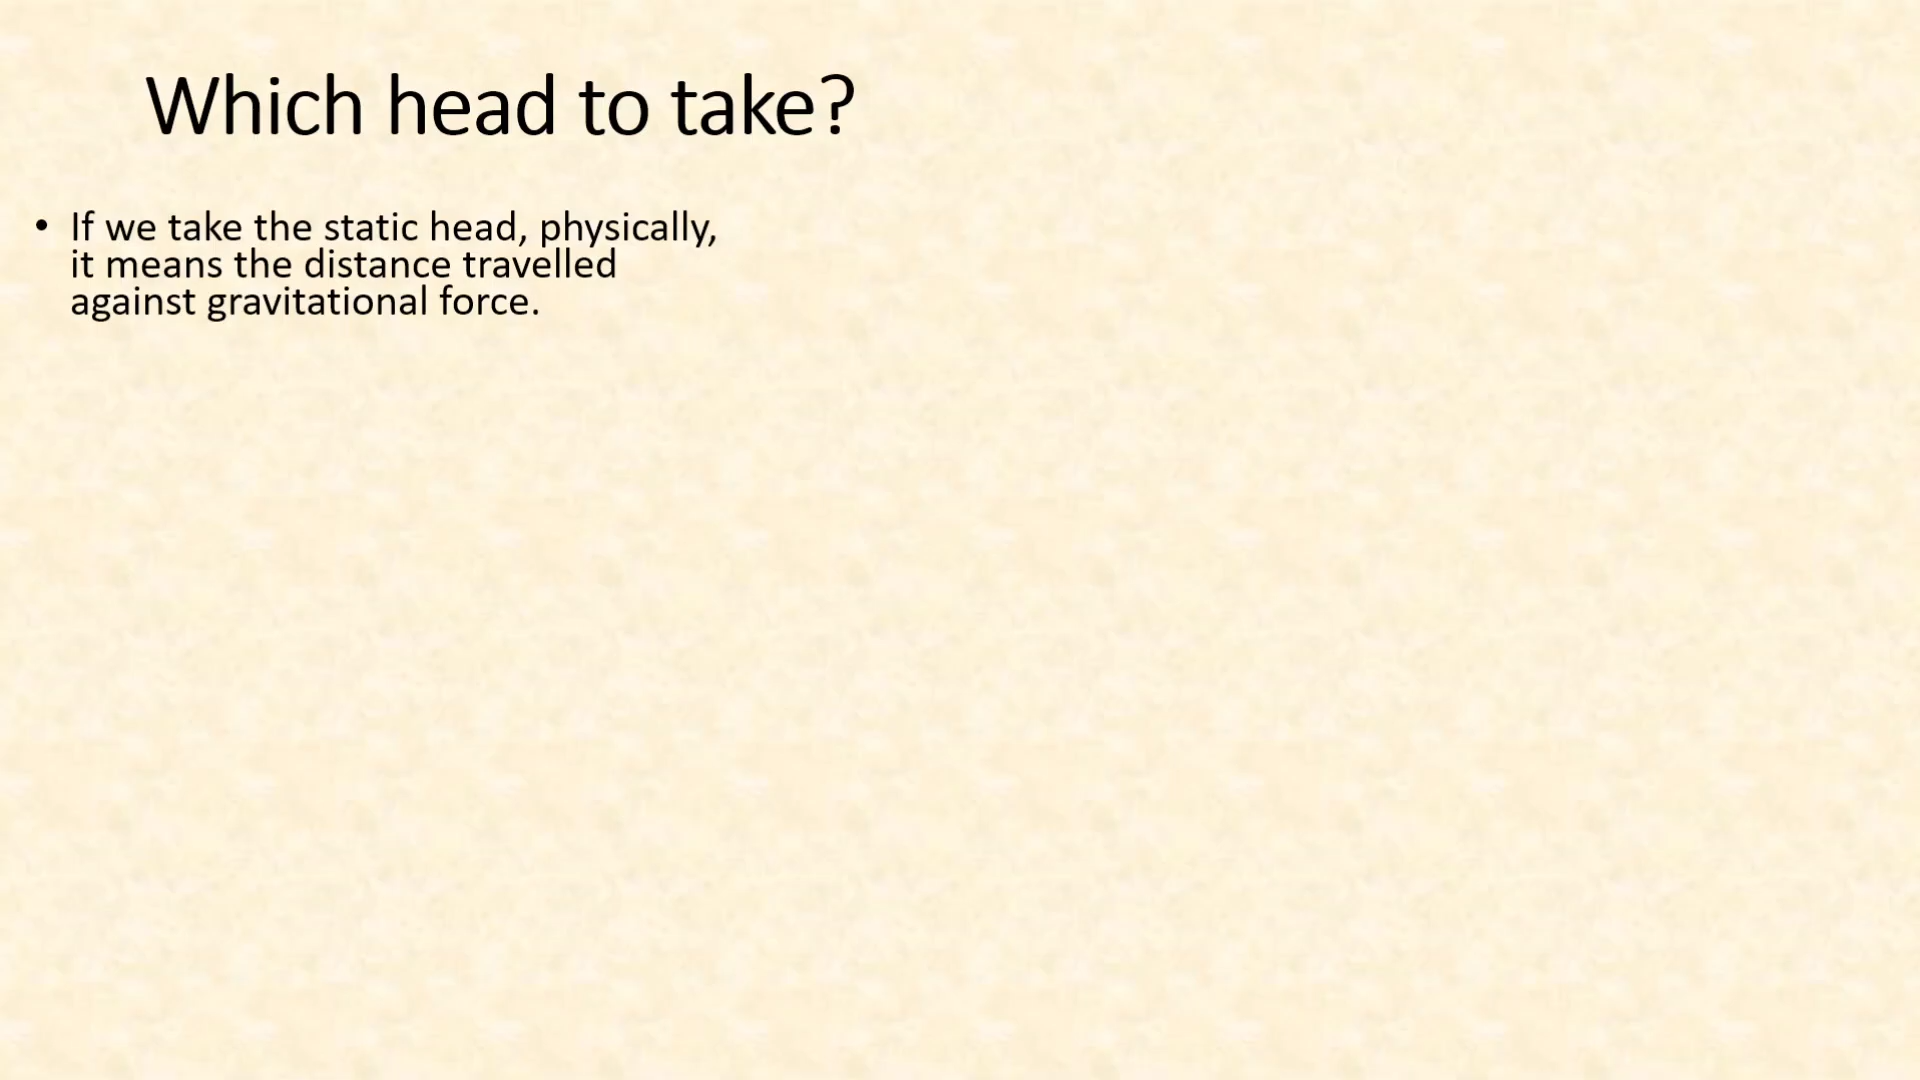 Which head to take?
• If we take the static head, physically,
it means the distance travelled
against gravitational force.